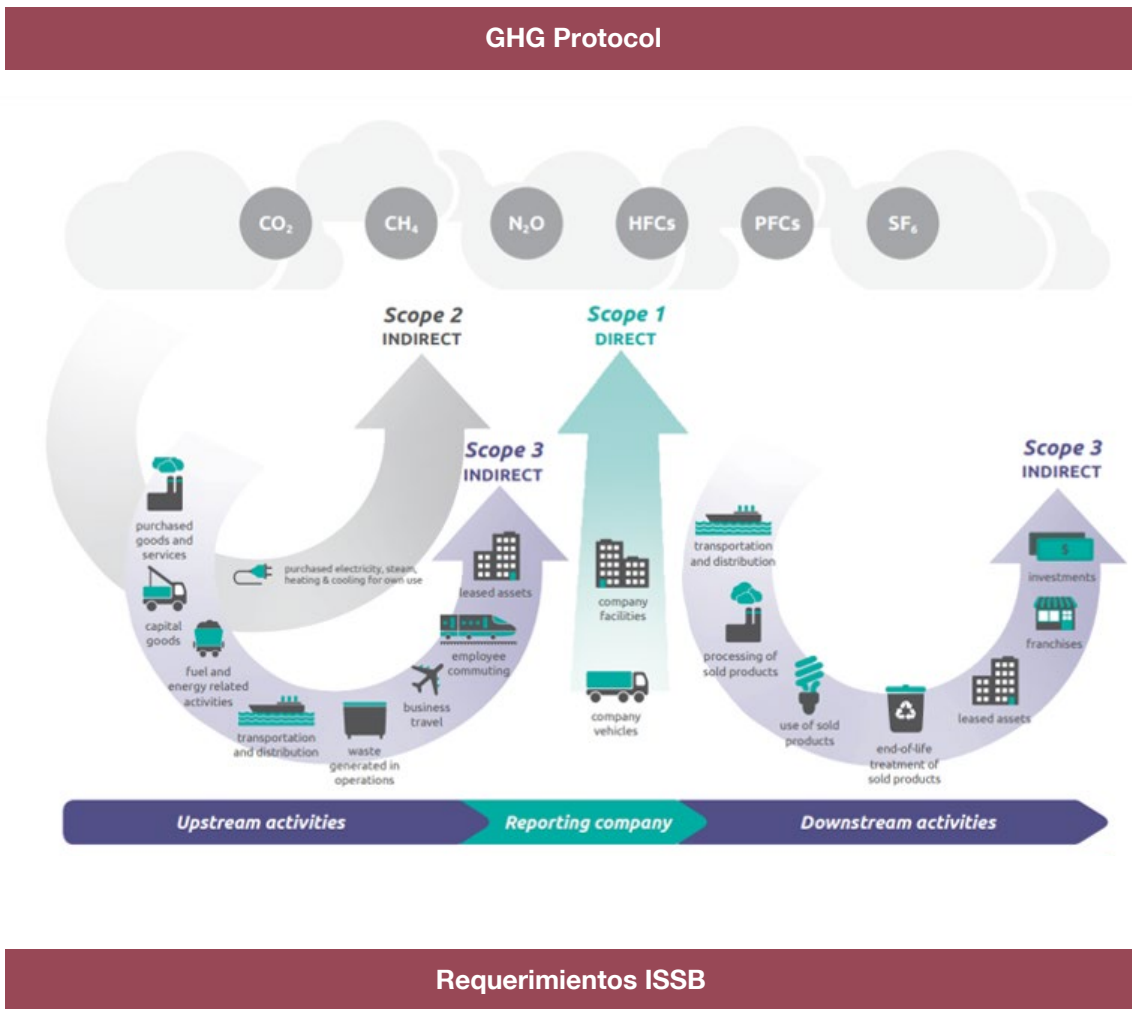 GHG Protocol
CO₂
CH₄
N₂O
HFCs
PFCs
SF₆
Scope 2
INDIRECT
Scope 1
DIRECT
Scope 3
INDIRECT
Scope 3
INDIRECT
purchased
goods and
services
capital
goods
fuel and
energy related
activities
transportation
and distribution
waste
generated in
operations
business
travel
employee
commuting
leased assets
purchased electricity, steam,
heating & cooling for own use
company
facilities
company
vehicles
transportation
and distribution
processing of
sold products
use of sold
products
end-of-life
treatment of
sold products
leased assets
franchises
$
investments
Upstream activities
Reporting company
Downstream activities
Requerimientos ISSB